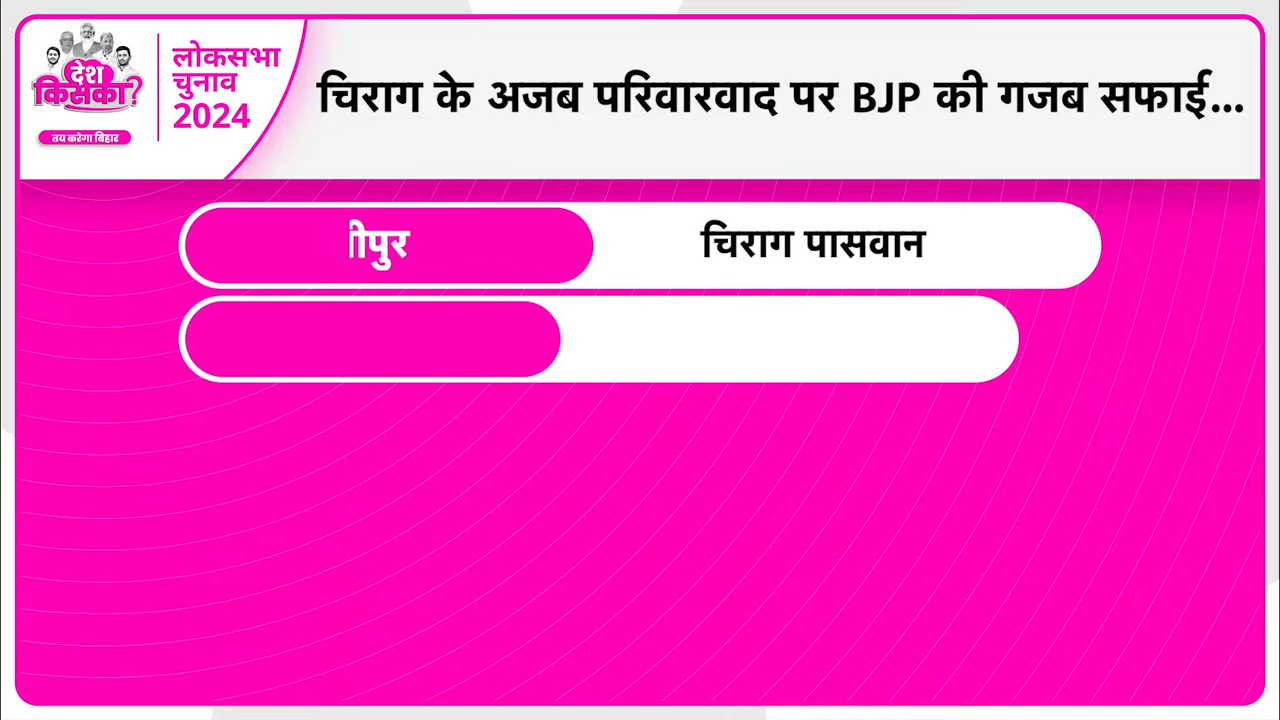 देश
किसका?
तय करेगा बिहार
लोकसभा
चुनाव
2024
चिराग के अजब परिवारवाद पर BJP की गजब सफाई...
ीपुर
चिराग पासवान